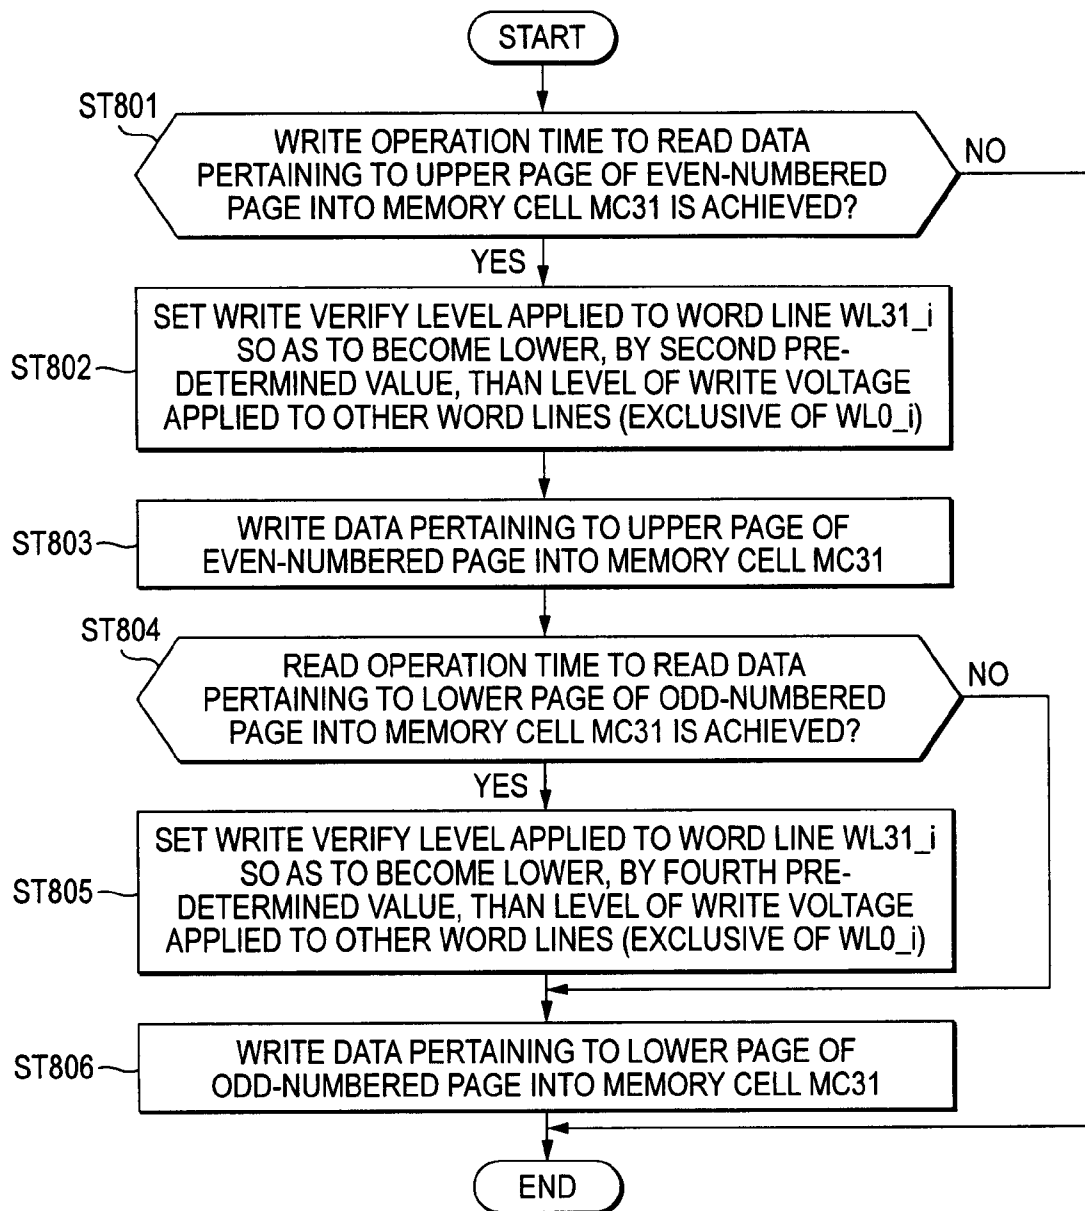 START
ST801
WRITE OPERATION TIME TO READ DATA
PERTAINING TO UPPER PAGE OF EVEN-NUMBERED
PAGE INTO MEMORY CELL MC31 IS ACHIEVED?
NO
YES
ST802
SET WRITE VERIFY LEVEL APPLIED TO WORD LINE WL31_i
SO AS TO BECOME LOWER, BY SECOND PRE-
DETERMINED VALUE, THAN LEVEL OF WRITE VOLTAGE
APPLIED TO OTHER WORD LINES (EXCLUSIVE OF WL0_i)
ST803
WRITE DATA PERTAINING TO UPPER PAGE OF
EVEN-NUMBERED PAGE INTO MEMORY CELL MC31
ST804
READ OPERATION TIME TO READ DATA
PERTAINING TO LOWER PAGE OF ODD-NUMBERED
PAGE INTO MEMORY CELL MC31 IS ACHIEVED?
NO
YES
ST805
SET WRITE VERIFY LEVEL APPLIED TO WORD LINE WL31_i
SO AS TO BECOME LOWER, BY FOURTH PRE-
DETERMINED VALUE, THAN LEVEL OF WRITE VOLTAGE
APPLIED TO OTHER WORD LINES (EXCLUSIVE OF WL0_i)
ST806
WRITE DATA PERTAINING TO LOWER PAGE OF
ODD-NUMBERED PAGE INTO MEMORY CELL MC31
END